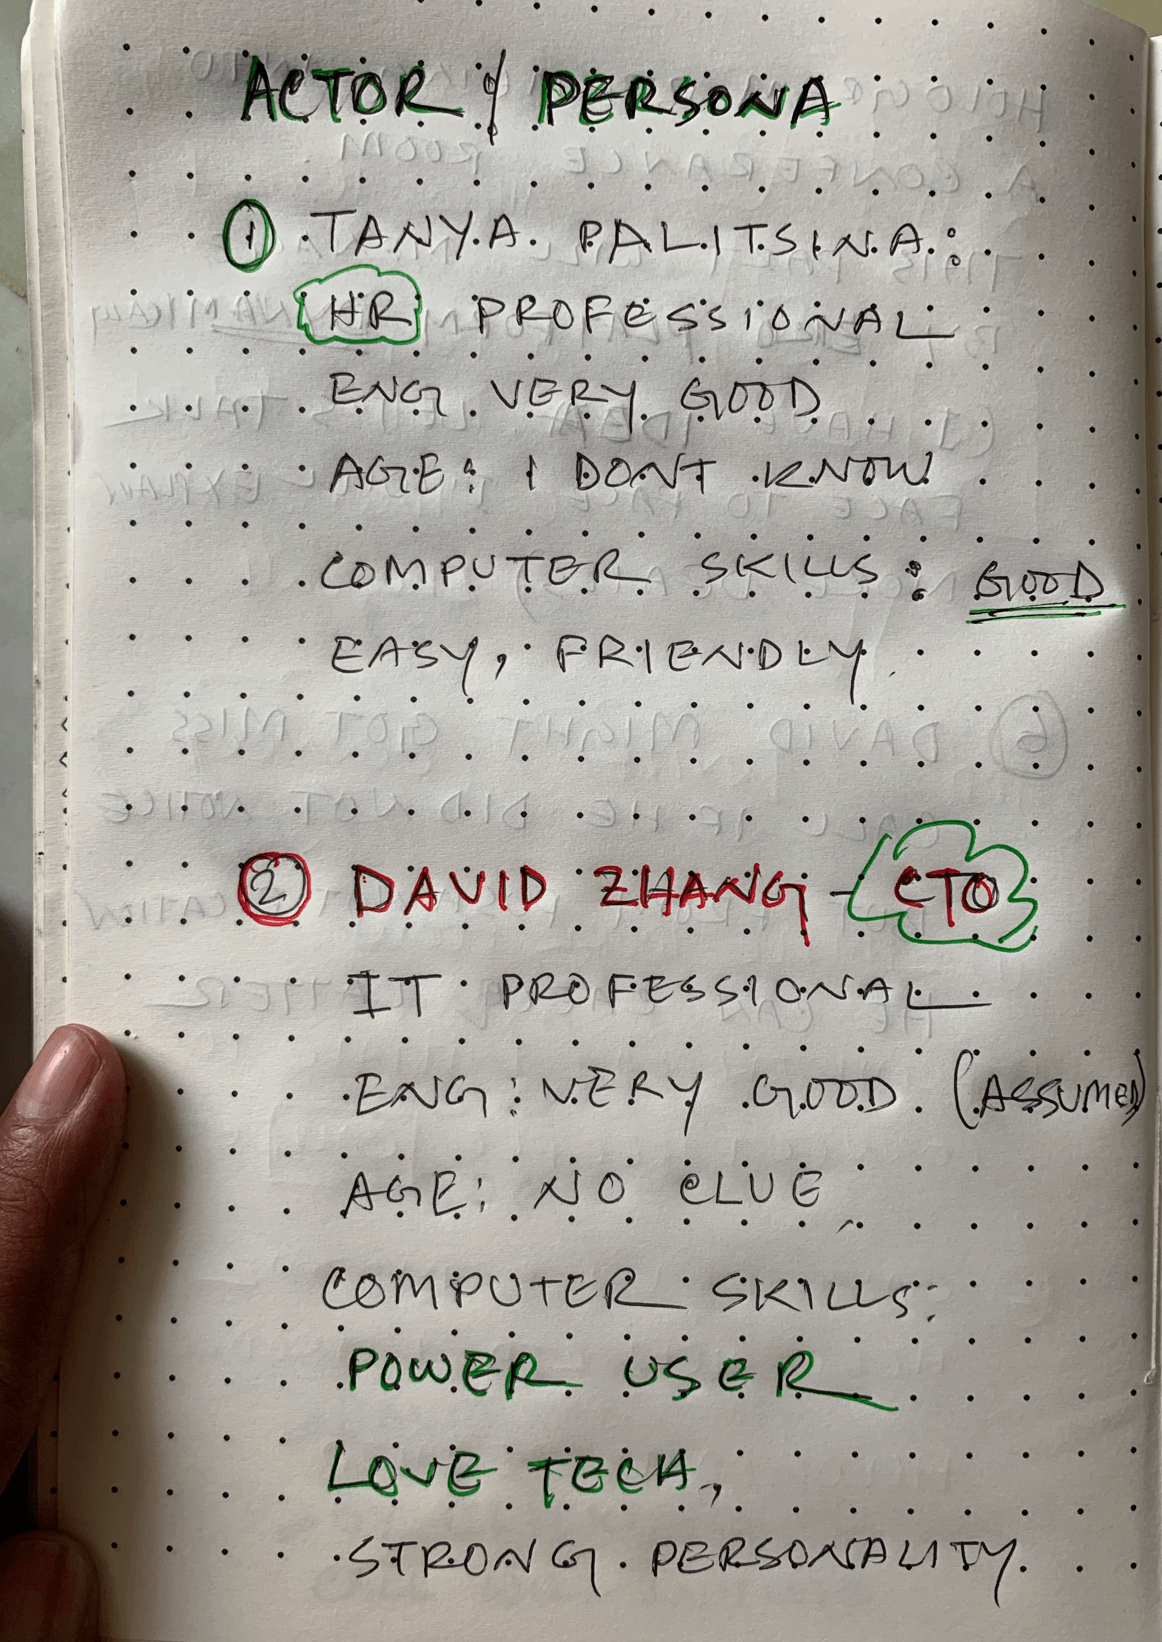 ACTOR / PERSONA
① TANYA PALITSINA:
HR PROFESSIONAL
ENG VERY GOOD
AGE: I DONT KNOW
COMPUTER SKILLS: GOOD
EASY, FRIENDLY
② DAVID ZHANG - CTO
IT PROFESSIONAL
ENG: VERY GOOD. (ASSUMED)
AGE: NO CLUE
COMPUTER SKILLS:
POWER USER
LOVE TECH,
STRONG PERSONALITY.